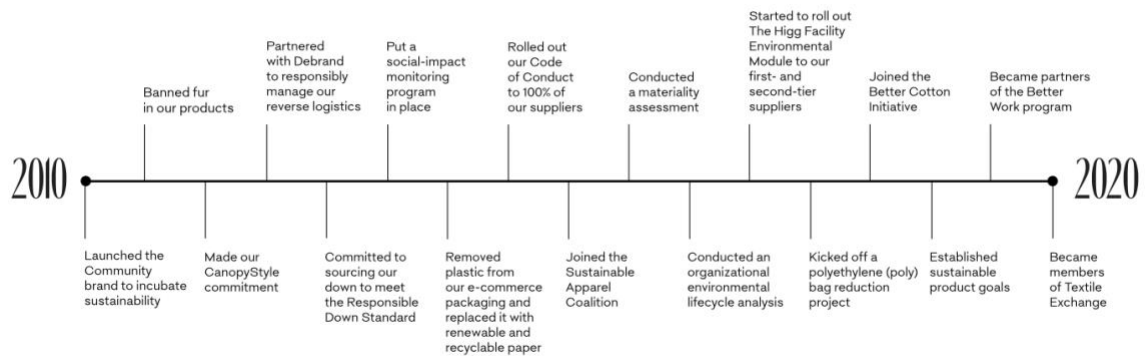 2010
Launched the
Community
brand to incubate
sustainability
Banned fur
in our products
Made our
CanopyStyle
commitment
Partnered
with Debrand
to responsibly
manage our
reverse logistics
Committed to
sourcing our
down to meet
the Responsible
Down Standard
Put a
social-impact
monitoring
program
in place
Removed
plastic from
our e-commerce
packaging and
replaced it with
renewable and
recyclable paper
Rolled out
our Code
of Conduct
to 100% of
our suppliers
Joined the
Sustainable
Apparel
Coalition
Conducted
a materiality
assessment
Conducted an
organizational
environmental
lifecycle analysis
Started to roll out
The Higg Facility
Environmental
Module to our
first- and
second-tier
suppliers
Kicked off a
polyethylene (poly)
bag reduction
project
Joined the
Better Cotton
Initiative
Established
sustainable
product goals
Became partners
of the Better
Work program
Became
members
of Textile
Exchange
2020